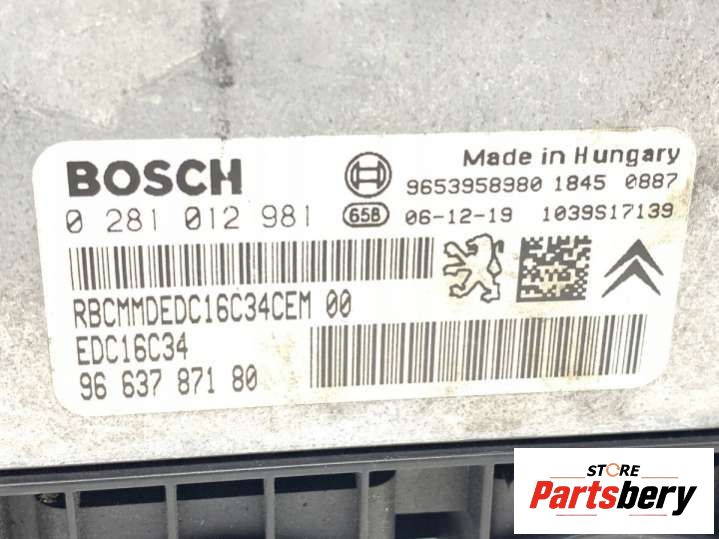 BOSCH
Made in Hungary
9653958980 1845 0887
0 281 012 981
658 06-12-19 1039S17139
RBCMMDEDC16C34CEM 00
EDC16C34
96 637 871 80
STORE
Partsbery